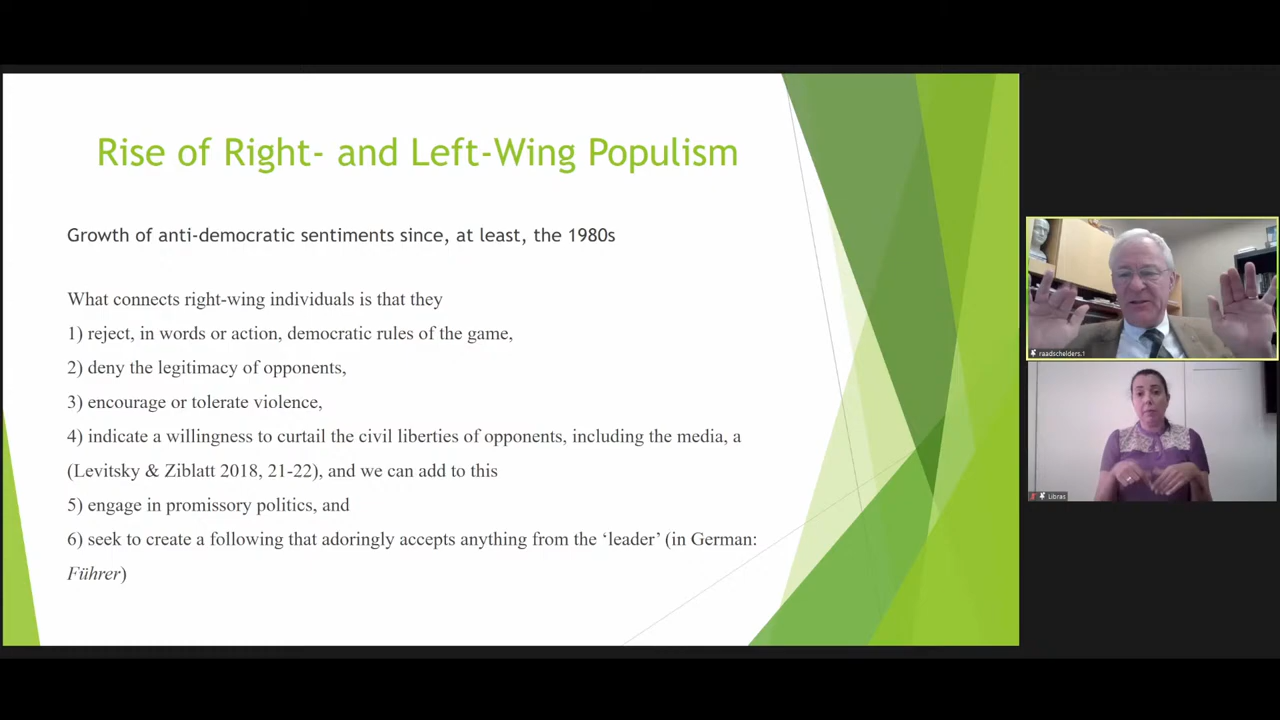 Rise of Right- and Left-Wing Populism
Growth of anti-democratic sentiments since, at least, the 1980s
What connects right-wing individuals is that they
1) reject, in words or action, democratic rules of the game,
2) deny the legitimacy of opponents,
3) encourage or tolerate violence,
4) indicate a willingness to curtail the civil liberties of opponents, including the media, a
(Levitsky & Ziblatt 2018, 21-22), and we can add to this
5) engage in promissory politics, and
6) seek to create a following that adoringly accepts anything from the ‘leader’ (in German:
Führer)
raadschelders.1
Libras